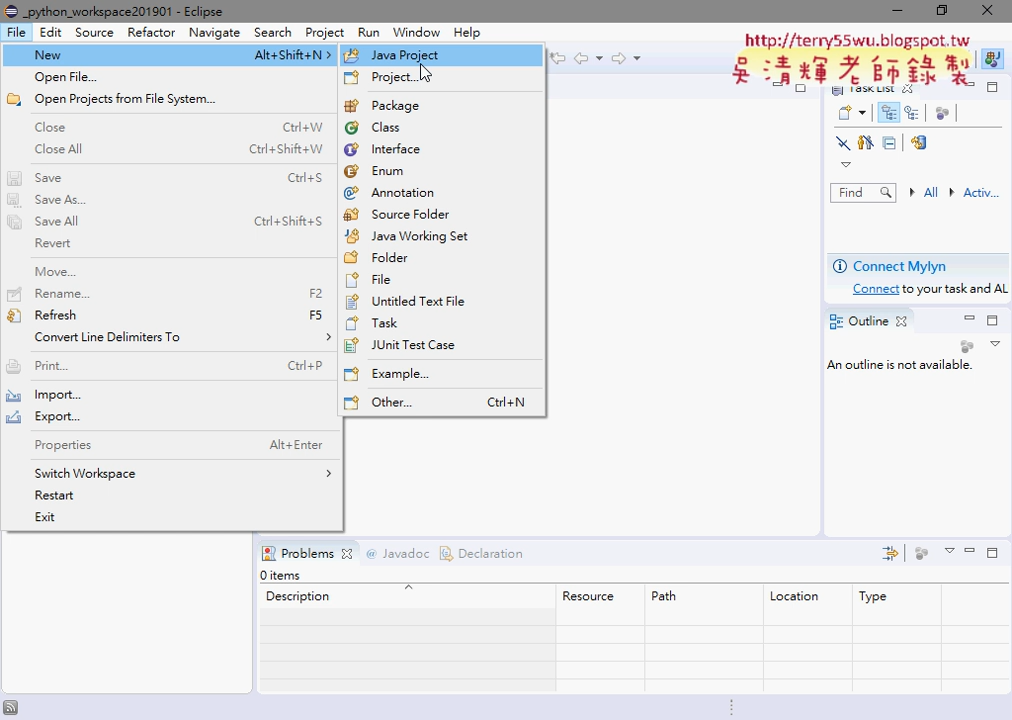 _python_workspace201901 - Eclipse
File Edit Source Refactor Navigate Search Project Run Window Help
http://terry55wu.blogspot.tw
吳清輝老師錄製
New Alt+Shift+N
Open File...
Open Projects from File System...
Close Ctrl+W
Close All Ctrl+Shift+W
Save Ctrl+S
Save As...
Save All Ctrl+Shift+S
Revert
Move...
Rename... F2
Refresh F5
Convert Line Delimiters To
Print... Ctrl+P
Import...
Export...
Properties Alt+Enter
Switch Workspace
Restart
Exit
Java Project
Project...
Package
Class
Interface
Enum
Annotation
Source Folder
Java Working Set
Folder
File
Untitled Text File
Task
JUnit Test Case
Example...
Other... Ctrl+N
Task List
Find All Activ...
Connect Mylyn
Connect to your task and AL
Outline
An outline is not available.
Problems Javadoc Declaration
0 items
Description Resource Path Location Type